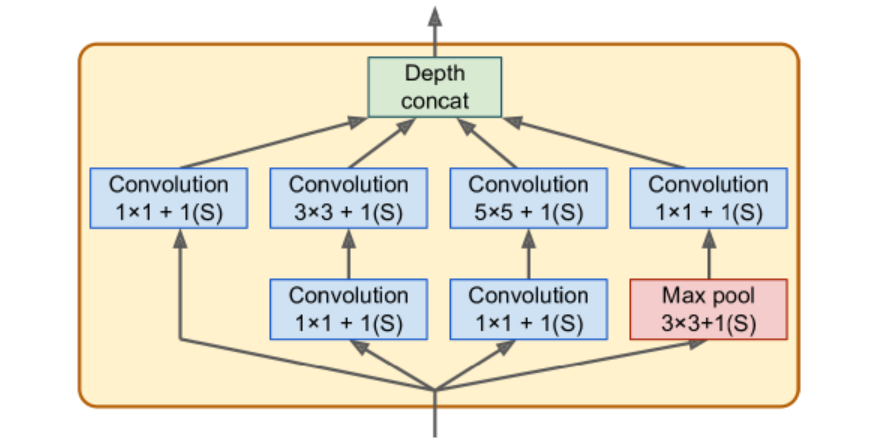 Depth
concat
Convolution
1×1 + 1(S)
Convolution
3×3 + 1(S)
Convolution
5×5 + 1(S)
Convolution
1×1 + 1(S)
Convolution
1×1 + 1(S)
Convolution
1×1 + 1(S)
Max pool
3×3+1(S)